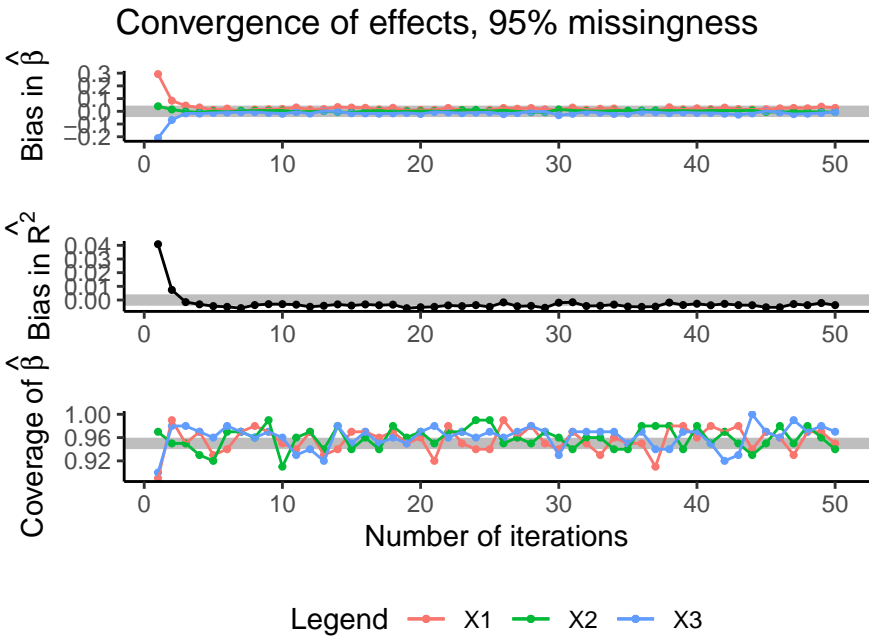 Convergence of effects, 95% missingness
Bias in β̂
0.3
0.2
0.1
0.0
−0.1
−0.2
0 10 20 30 40 50
Bias in R̂²
0.04
0.03
0.02
0.01
0.00
0 10 20 30 40 50
Coverage of β̂
1.00
0.96
0.92
0 10 20 30 40 50
Number of iterations
Legend X1 X2 X3